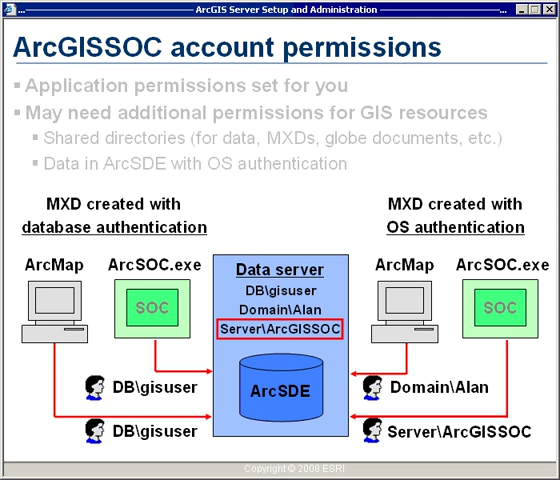 ArcGIS Server Setup and Administration
ArcGISSOC account permissions
Application permissions set for you
May need additional permissions for GIS resources
Shared directories (for data, MXDs, globe documents, etc.)
Data in ArcSDE with OS authentication
MXD created with
database authentication
ArcMap
ArcSOC.exe
SOC
DB\gisuser
DB\gisuser
Data server
DB\gisuser
Domain\Alan
Server\ArcGISSOC
ArcSDE
MXD created with
OS authentication
ArcMap
ArcSOC.exe
SOC
Domain\Alan
Server\ArcGISSOC
Copyright © 2008 ESRI